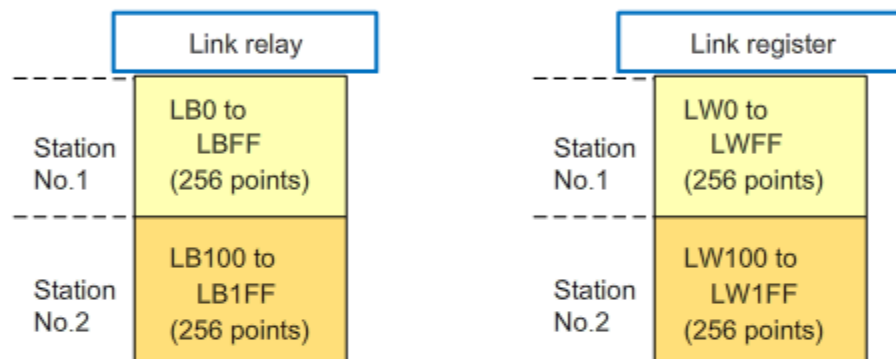 Link relay
Station
No.1
LB0 to
LBFF
(256 points)
Station
No.2
LB100 to
LB1FF
(256 points)
Link register
Station
No.1
LW0 to
LWFF
(256 points)
Station
No.2
LW100 to
LW1FF
(256 points)